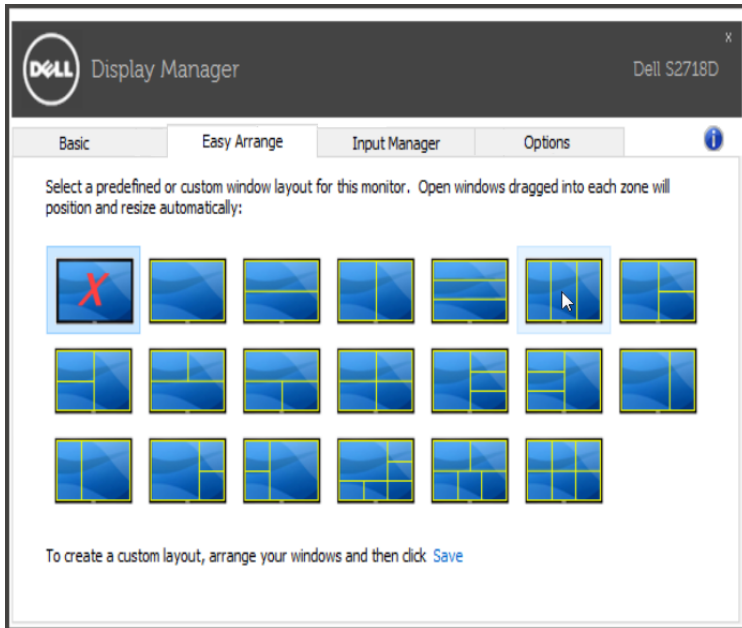 DELL Display Manager
x
Dell S2718D
Basic Easy Arrange Input Manager Options i
Select a predefined or custom window layout for this monitor. Open windows dragged into each zone will
position and resize automatically:
X
To create a custom layout, arrange your windows and then click Save